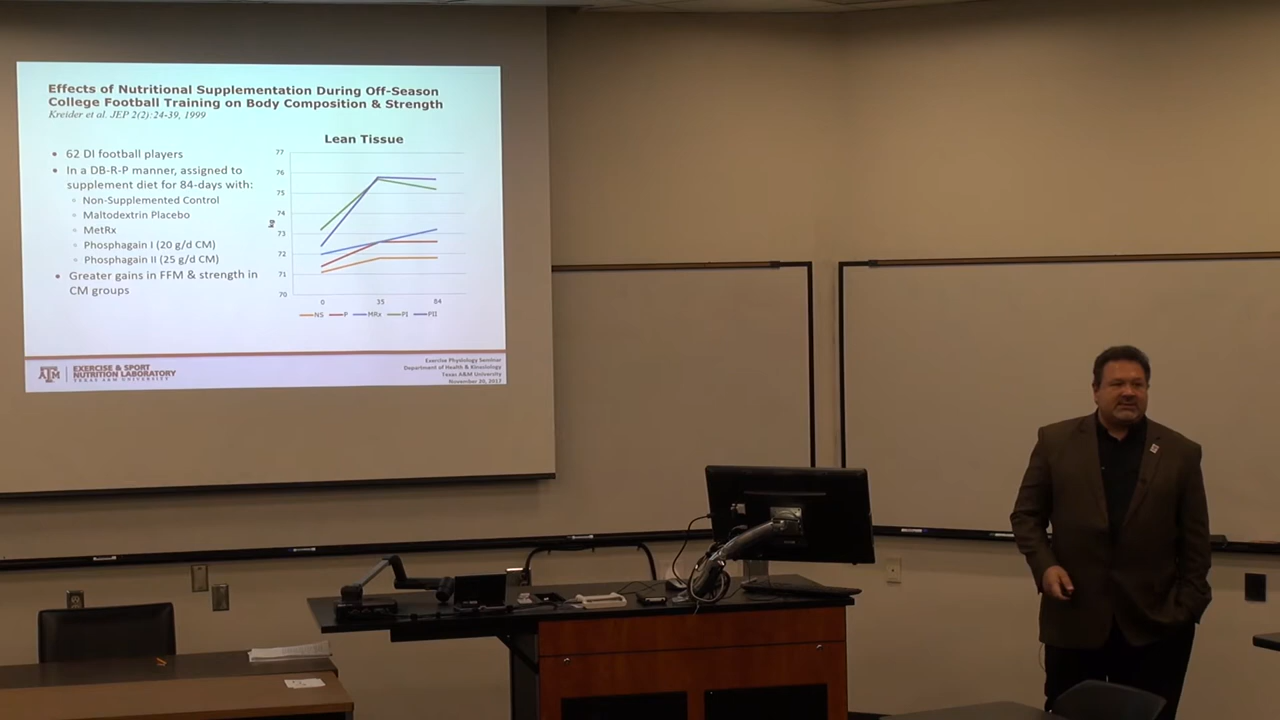 Effects of Nutritional Supplementation During Off-Season
College Football Training on Body Composition & Strength
Kreider et al. JEP 2(2):24-39, 1999
• 62 DI football players
• In a DB-R-P manner, assigned to
supplement diet for 84-days with:
◦ Non-Supplemented Control
◦ Maltodextrin Placebo
◦ MetRx
◦ Phosphagain I (20 g/d CM)
◦ Phosphagain II (25 g/d CM)
• Greater gains in FFM & strength in
CM groups
Lean Tissue
77
76
75
74
73
72
71
70
kg
0 35 84
NS P MRx PI PII
ATM
EXERCISE & SPORT
NUTRITION LABORATORY
TEXAS A&M UNIVERSITY
Exercise Physiology Seminar
Department of Health & Kinesiology
Texas A&M University
November 20, 2017